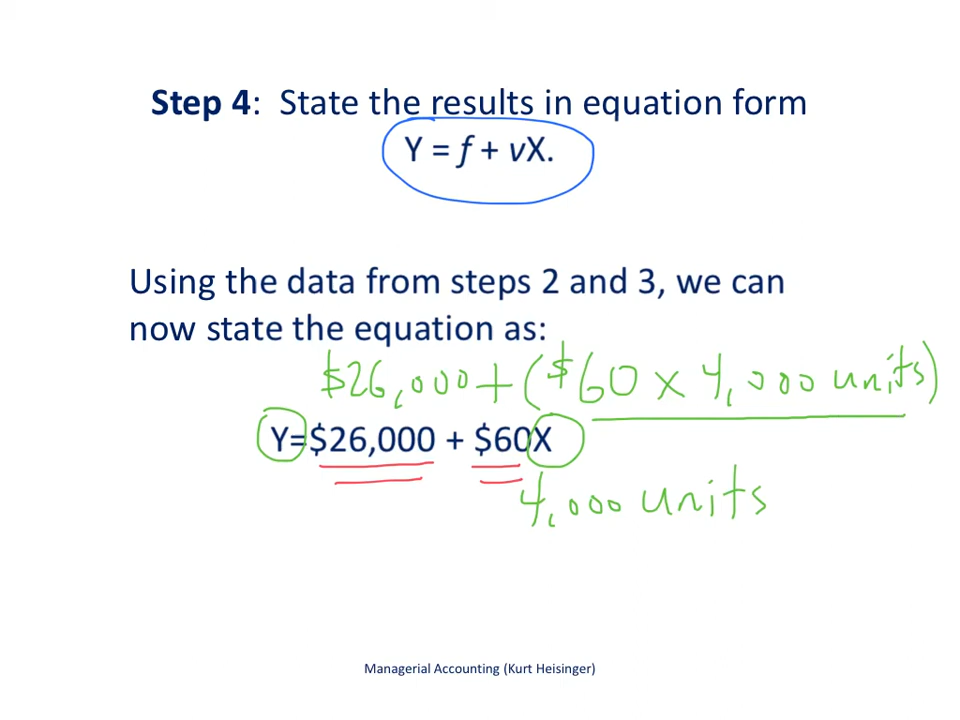 Step 4: State the results in equation form
Y = f + vX.
Using the data from steps 2 and 3, we can
now state the equation as:
$26,000 + ($60 x 4,000 units)
Y=$26,000 + $60X
4,000 units
Managerial Accounting (Kurt Heisinger)